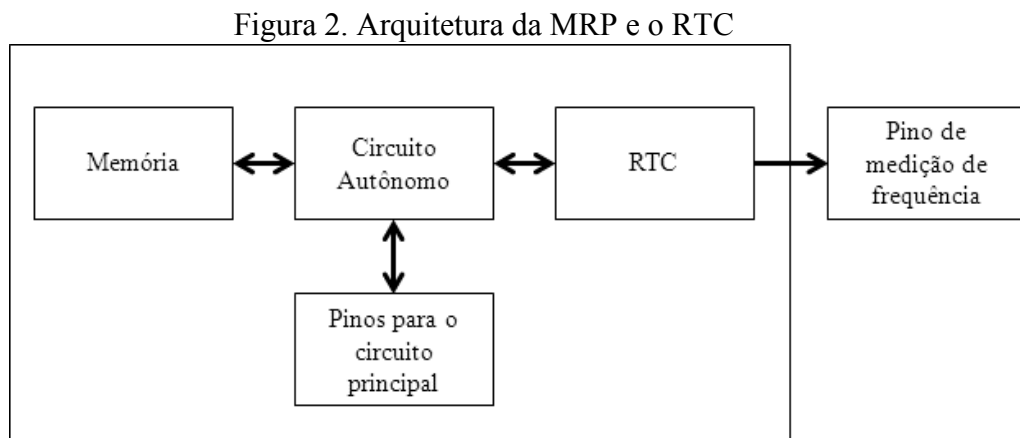 Figura 2. Arquitetura da MRP e o RTC
Memória
Circuito
Autônomo
RTC
Pino de
medição de
frequência
Pinos para o
circuito
principal